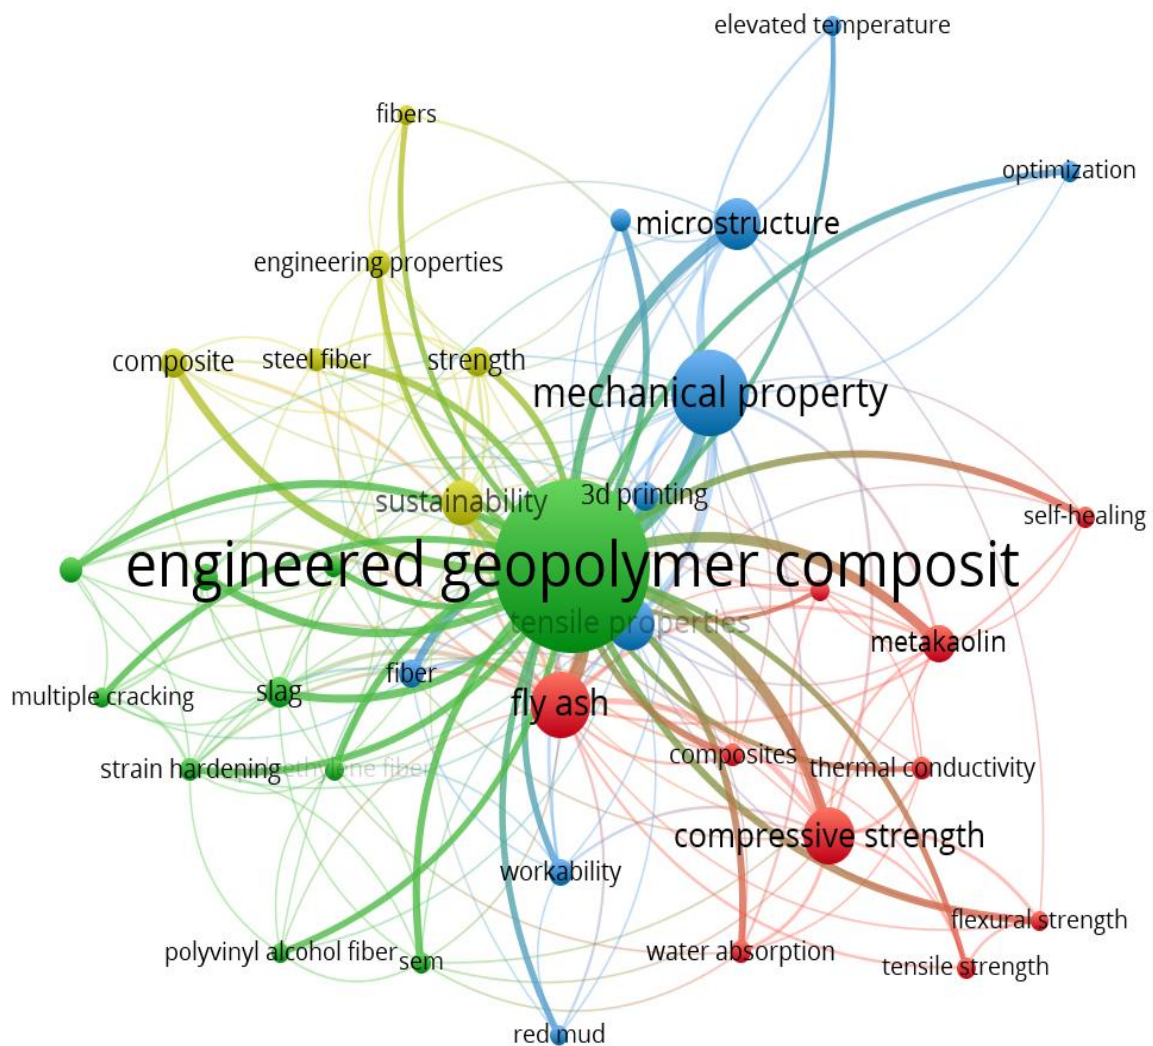 elevated temperature
fibers
optimization
microstructure
engineering properties
composite
steel fiber
strength
mechanical property
sustainability
3d printing
self-healing
engineered geopolymer composit
tensile properties
metakaolin
fiber
multiple cracking
slag
fly ash
composites
thermal conductivity
strain hardening
ethylene fiber
compressive strength
workability
flexural strength
polyvinyl alcohol fiber
sem
water absorption
tensile strength
red mud